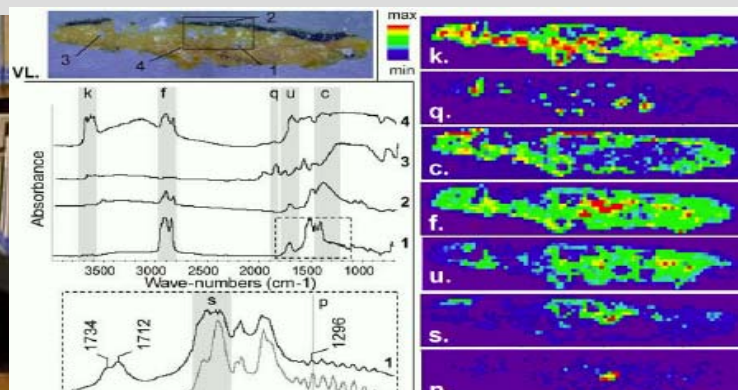 2
3
4
1
VL.
max
min
k
f
q
u
c
4
3
2
1
Absorbance
3500
3000
2500
2000
1500
1000
Wave-numbers (cm-1)
s
p
1734
1712
1296
1
k.
q.
c.
f.
u.
s.